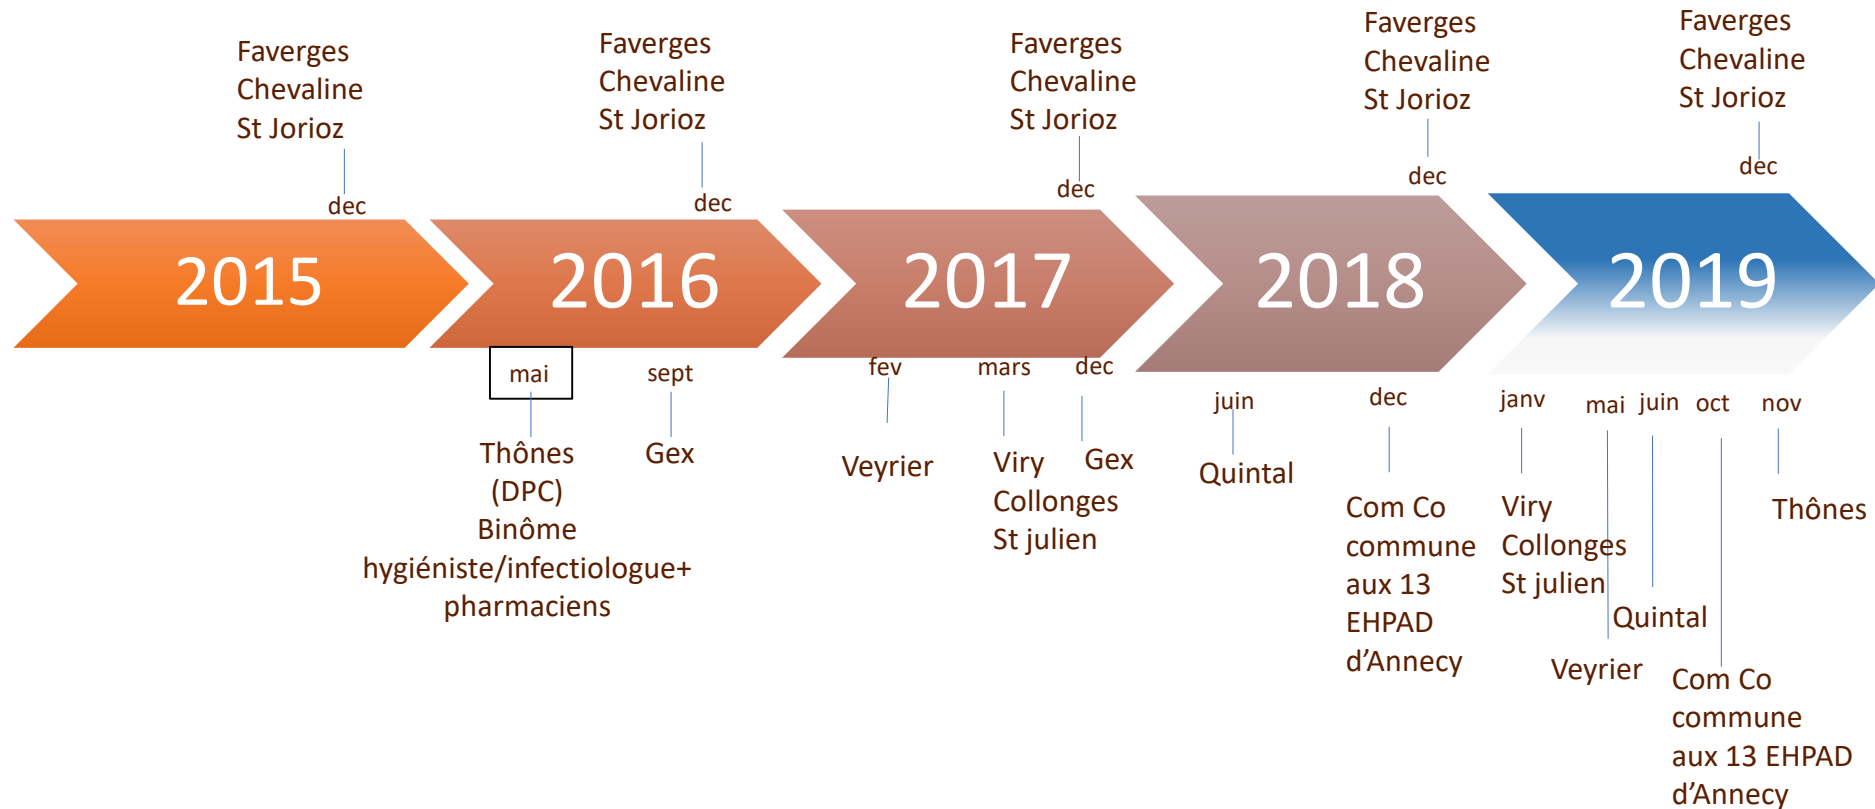 Faverges
Chevaline
St Jorioz
dec
Faverges
Chevaline
St Jorioz
dec
Faverges
Chevaline
St Jorioz
dec
Faverges
Chevaline
St Jorioz
dec
Faverges
Chevaline
St Jorioz
dec
2015
2016
2017
2018
2019
mai
Thônes
(DPC)
Binôme
hygiéniste/infectiologue+
pharmaciens
sept
Gex
fev
Veyrier
mars
Viry
Collonges
St julien
dec
Gex
juin
Quintal
dec
Com Co
commune
aux 13
EHPAD
d’Annecy
janv
Viry
Collonges
St julien
mai
Veyrier
juin
Quintal
oct
Com Co
commune
aux 13 EHPAD
d’Annecy
nov
Thônes